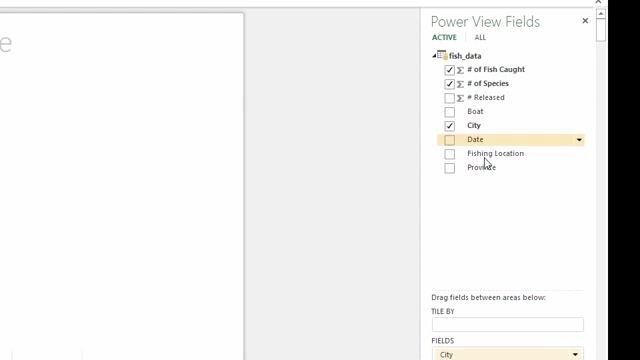 e
Power View Fields
ACTIVE | ALL
fish_data
# of Fish Caught
# of Species
# Released
Boat
City
Date
Fishing Location
Province
Drag fields between areas below:
TILE BY
FIELDS
City